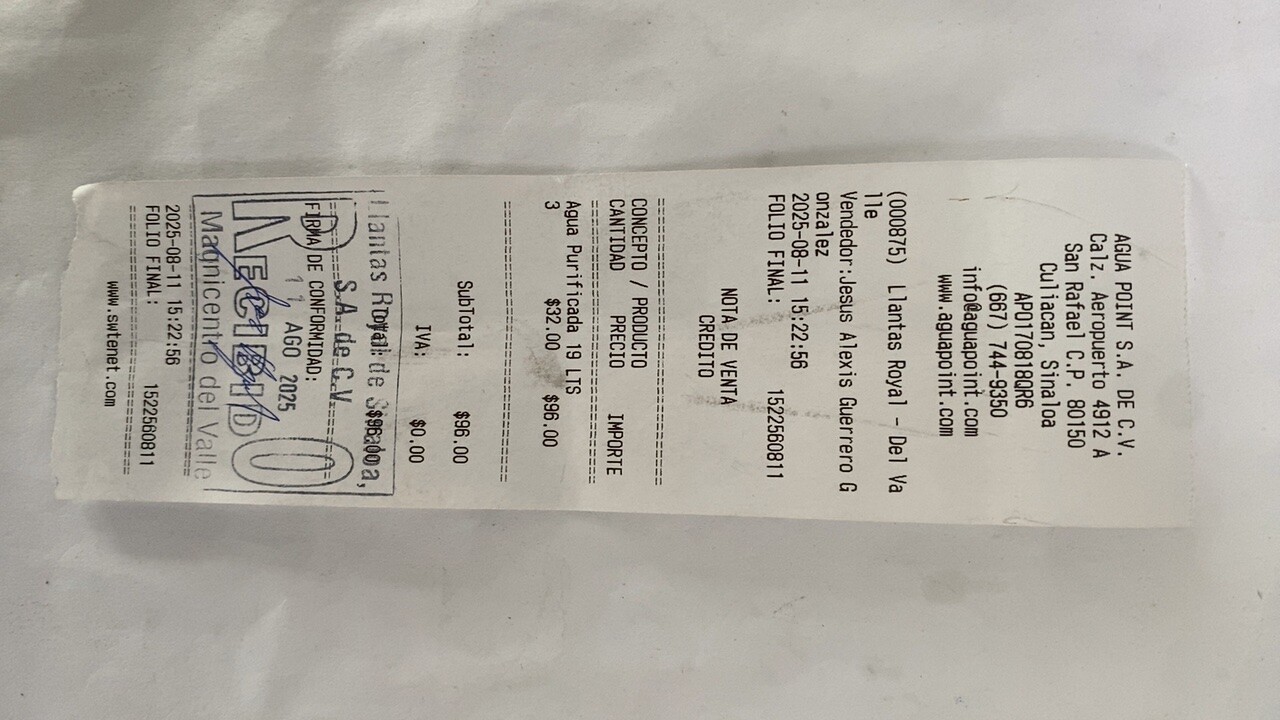 AGUA POINT S.A. DE C.V.
Calz. Aeropuerto 4912 A
San Rafael C.P. 80150
Culiacan, Sinaloa
APO170818QR6
(667) 744-9350
info@aguapoint.com
www.aguapoint.com
(000875) Llantas Royal - Del Va
lle
Vendedor:Jesus Alexis Guerrero G
onzalez
2025-08-11 15:22:56
FOLIO FINAL: 1522560811
NOTA DE VENTA
CREDITO
===============================
CONCEPTO / PRODUCTO
CANTIDAD PRECIO IMPORTE
===============================
Agua Purificada 19 LTS
3 $32.00 $96.00
===============================
SubTotal: $96.00
IVA: $0.00
Total: $96.00
Llantas Royal de Sinaloa,
S.A. de C.V.
FIRMA DE CONFORMIDAD:
11 AGO 2025
RECIBIDO
Magnicentro del Valle
===============================
2025-08-11 15:22:56
FOLIO FINAL: 1522560811
===============================
www.swtenet.com